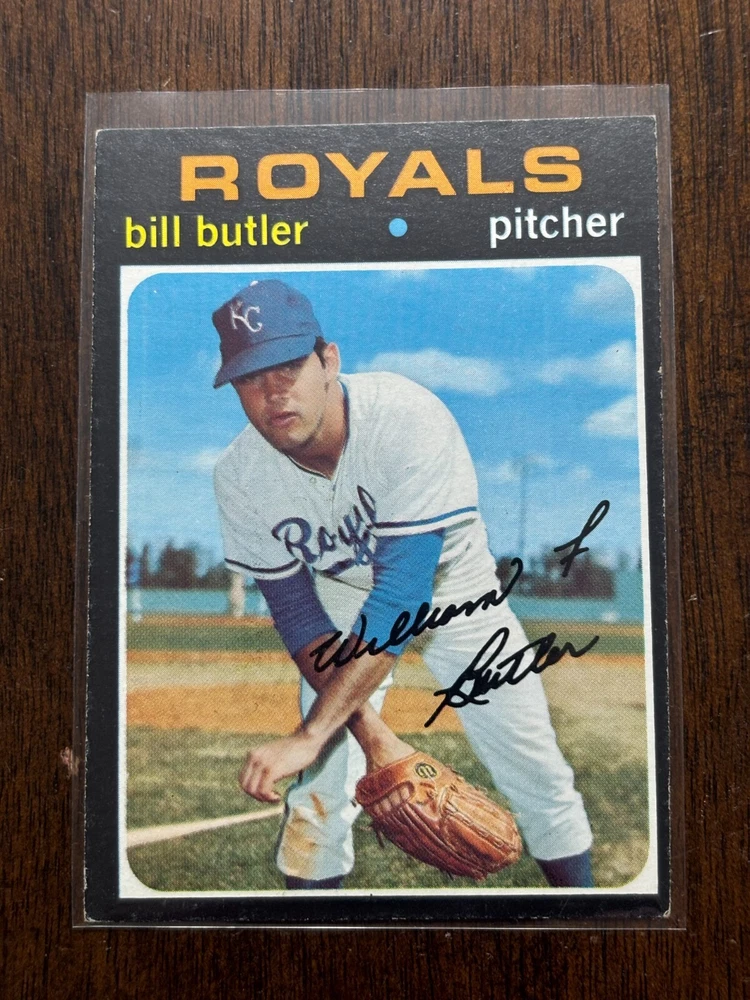 ROYALS
bill butler • pitcher
KC
Royals
William F
Butler